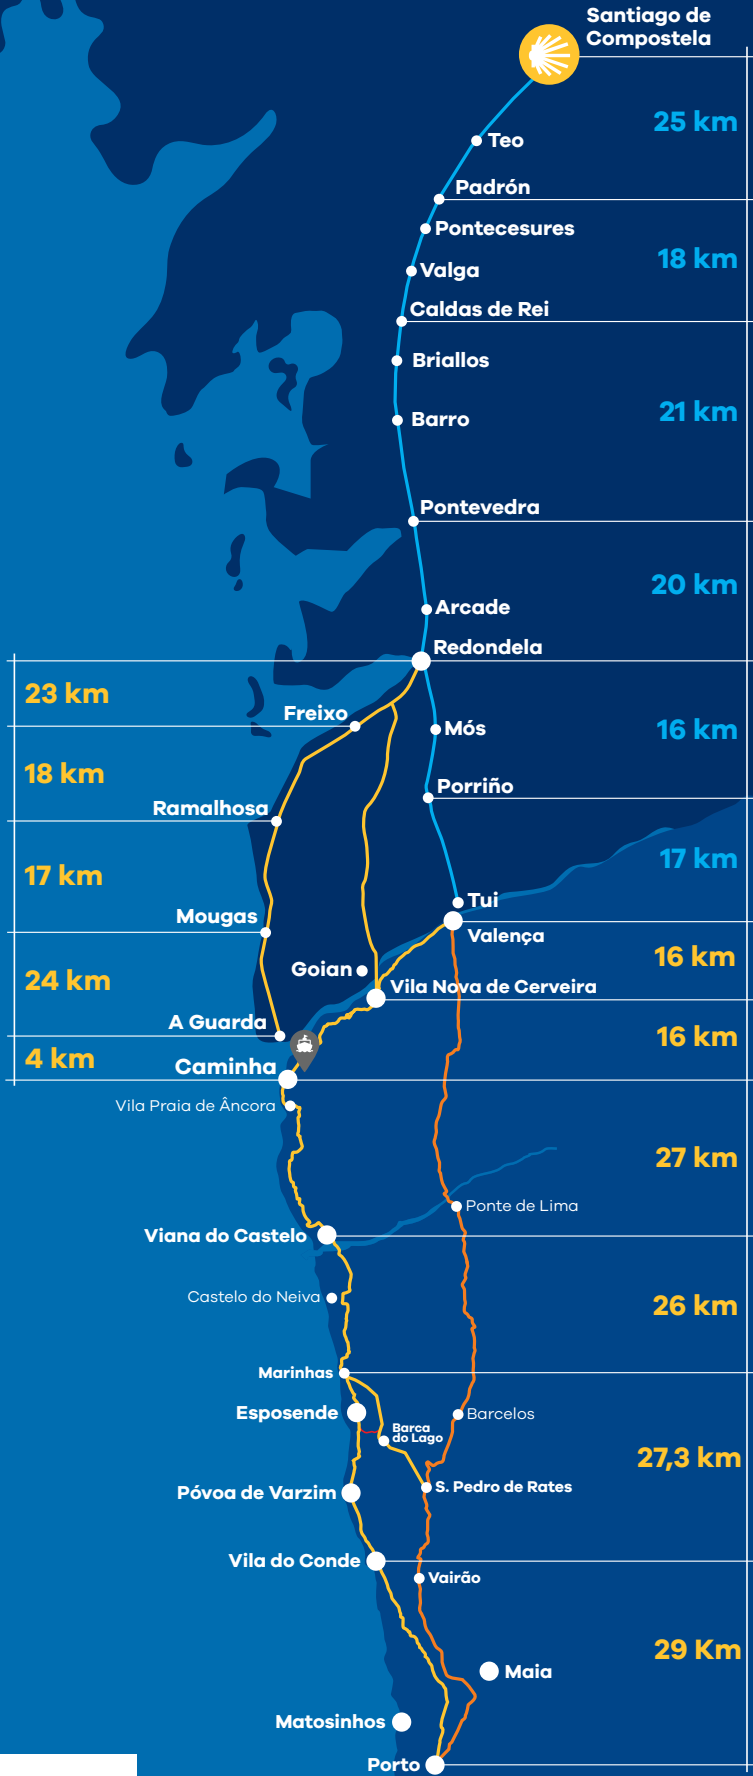 Santiago de
Compostela
25 km
Teo
Padrón
Pontecesures
18 km
Valga
Caldas de Rei
Briallos
21 km
Barro
Pontevedra
20 km
Arcade
Redondela
23 km
Freixo
Mós
16 km
18 km
Porriño
Ramalhosa
17 km
17 km
Tui
Mougas
Valença
16 km
Goian
24 km
Vila Nova de Cerveira
A Guarda
16 km
4 km
Caminha
Vila Praia de Âncora
27 km
Ponte de Lima
Viana do Castelo
Castelo do Neiva
26 km
Marinhas
Esposende
Barcelos
Barca
do Lago
27,3 km
S. Pedro de Rates
Póvoa de Varzim
Vila do Conde
Vairão
29 Km
Maia
Matosinhos
Porto